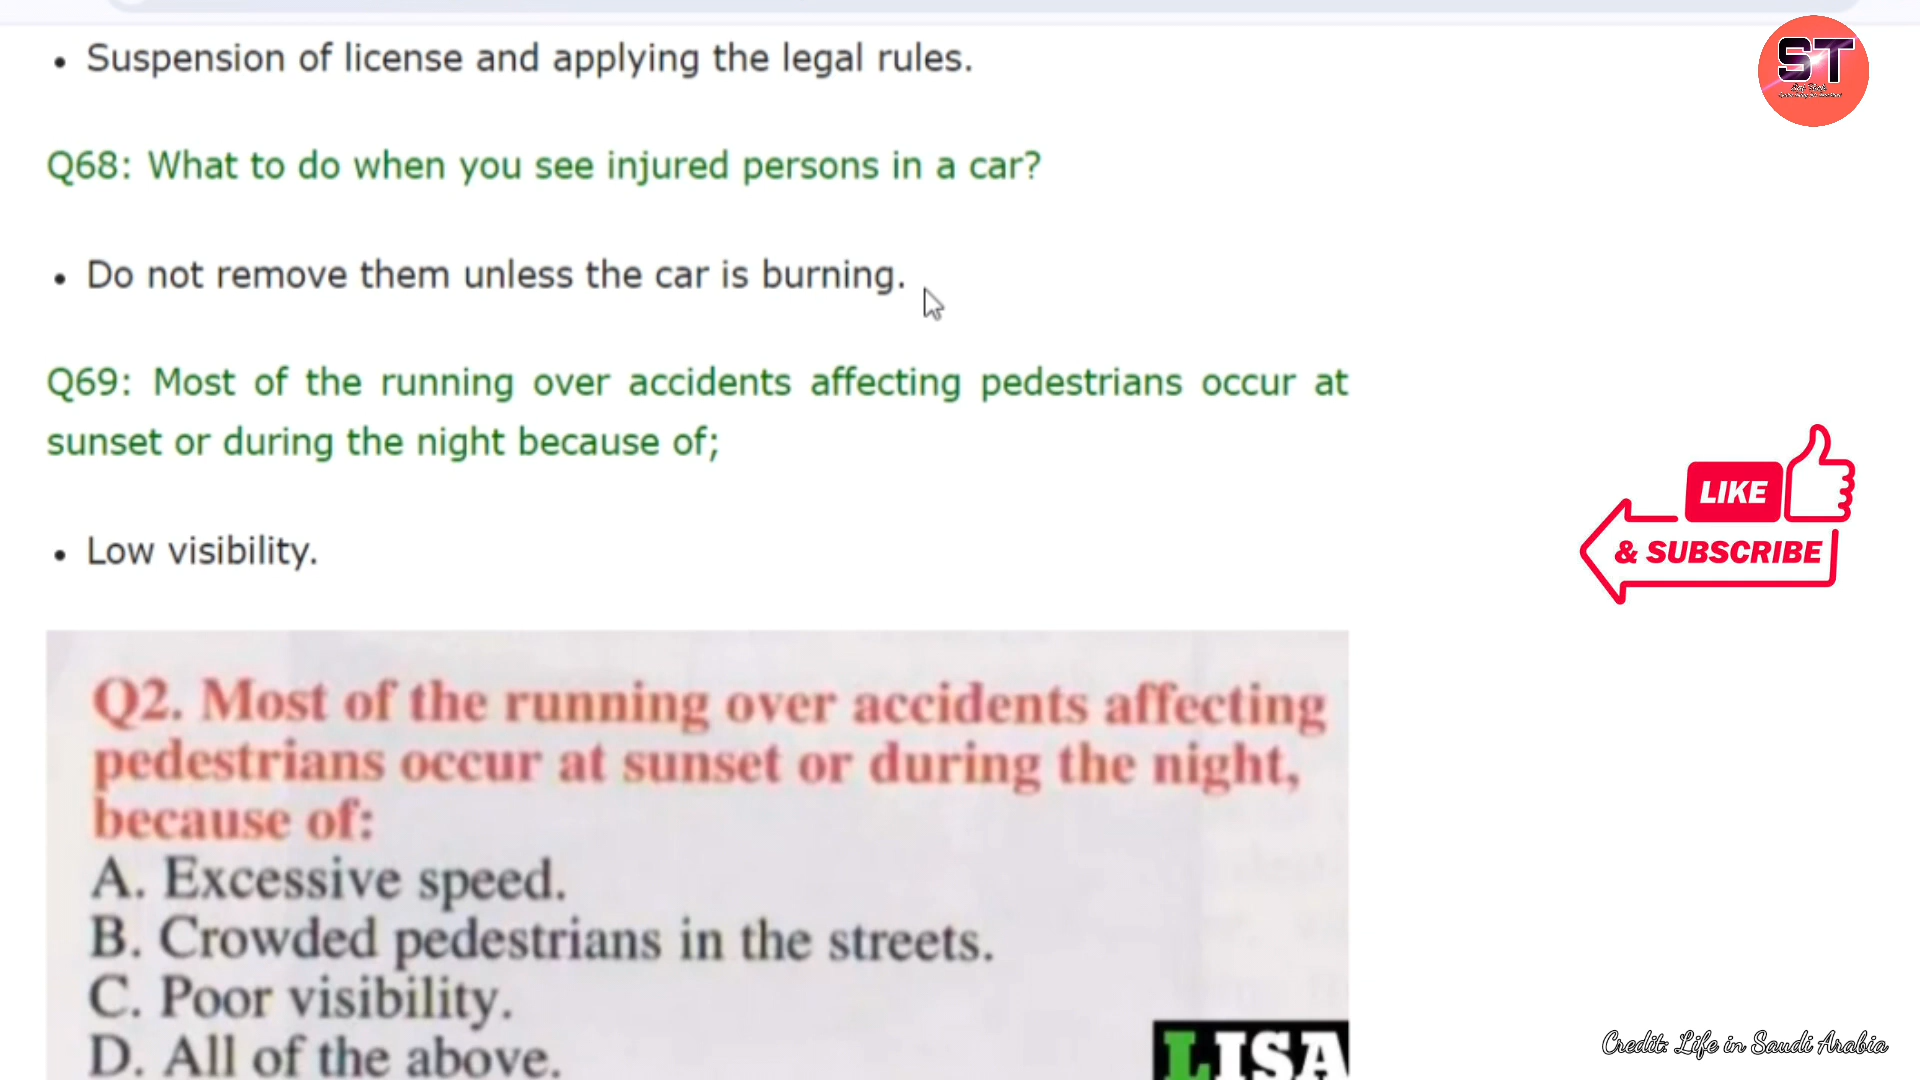 Suspension of license and applying the legal rules.
ST
Q68: What to do when you see injured persons in a car?
Do not remove them unless the car is burning.
Q69: Most of the running over accidents affecting pedestrians occur at
sunset or during the night because of;
LIKE
& SUBSCRIBE
Low visibility.
Q2. Most of the running over accidents affecting
pedestrians occur at sunset or during the night,
because of:
A. Excessive speed.
B. Crowded pedestrians in the streets.
C. Poor visibility.
D. All of the above.
LISA
Credit: Life in Saudi Arabia